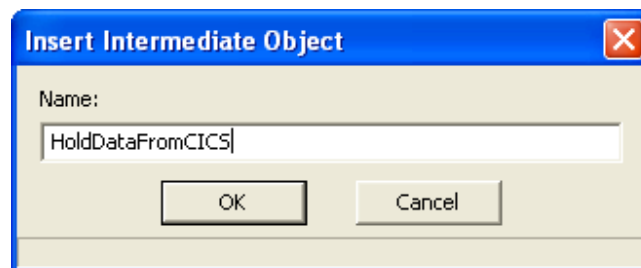 Insert Intermediate Object
Name:
HoldDataFromCICS
OK Cancel